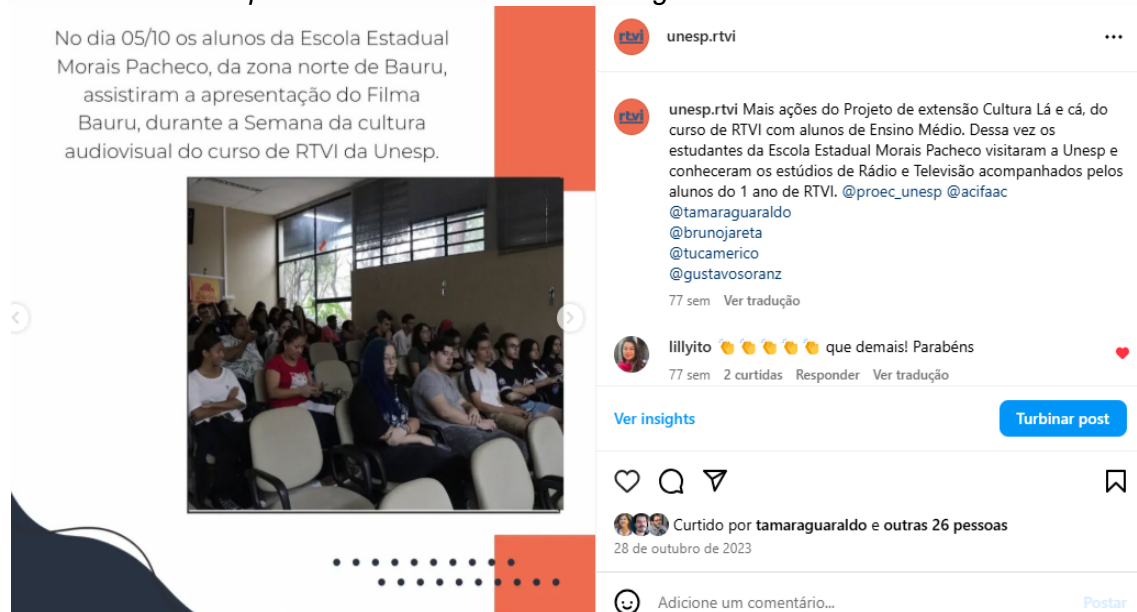 No dia 05/10 os alunos da Escola Estadual
Morais Pacheco, da zona norte de Bauru,
assistiram a apresentação do Filma
Bauru, durante a Semana da cultura
audiovisual do curso de RTVI da Unesp.
rtvi
unesp.rtvi
rtvi
unesp.rtvi Mais ações do Projeto de extensão Cultura Lá e cá, do
curso de RTVI com alunos de Ensino Médio. Dessa vez os
estudantes da Escola Estadual Morais Pacheco visitaram a Unesp e
conheceram os estúdios de Rádio e Televisão acompanhados pelos
alunos do 1 ano de RTVI. @proec_unesp @acifaac
@tamaraguaraldo
@brunojareta
@tucamerico
@gustavosoranz
77 sem Ver tradução
lillyito 👏👏👏👏👏 que demais! Parabéns
77 sem 2 curtidas Responder Ver tradução
Ver insights
Turbinar post
Curtido por tamaraguaraldo e outras 26 pessoas
28 de outubro de 2023
Adicione um comentário...
Postar